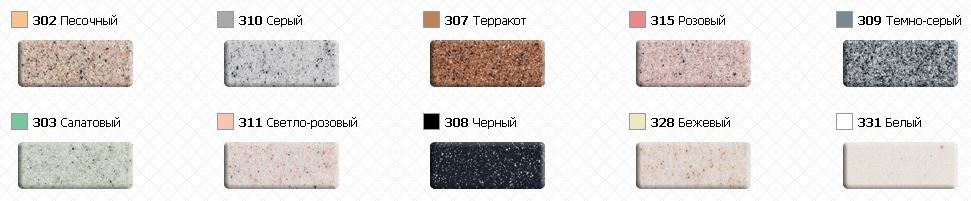 302 Песочный
310 Серый
307 Терракот
315 Розовый
309 Темно-серый
303 Салатовый
311 Светло-розовый
308 Черный
328 Бежевый
331 Белый